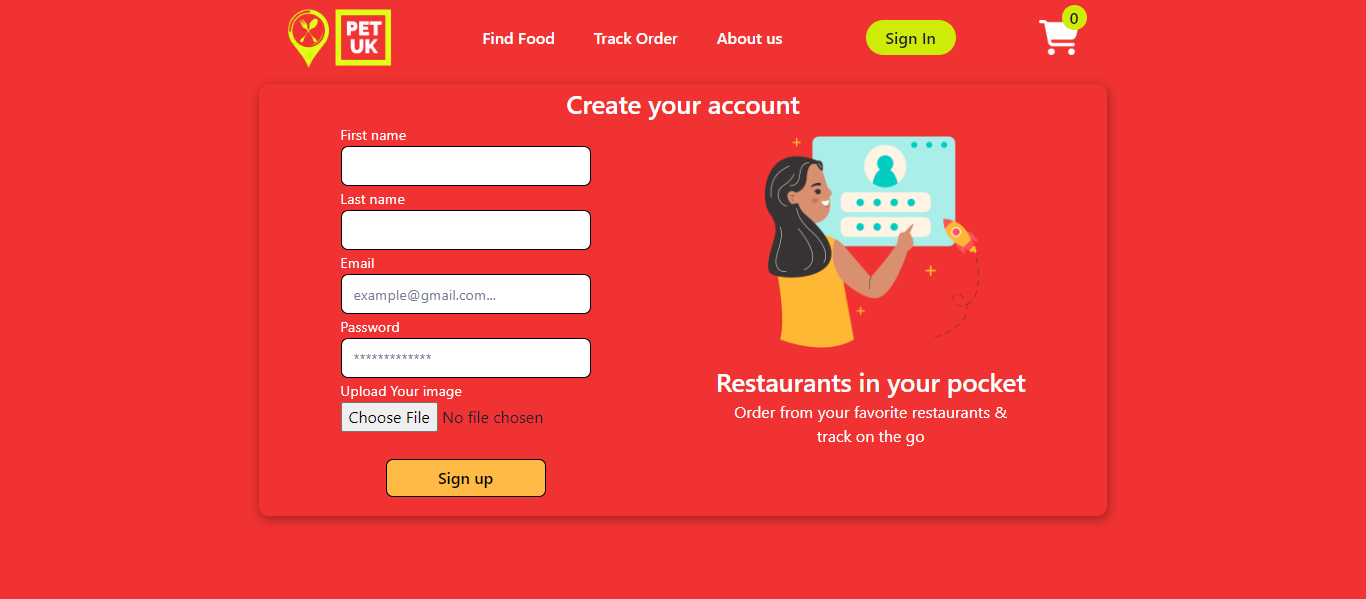 PET
UK
Find Food
Track Order
About us
Sign In
0
Create your account
First name
Last name
Email
example@gmail.com...
Password
*************
Upload Your image
Choose File No file chosen
Sign up
Restaurants in your pocket
Order from your favorite restaurants &
track on the go